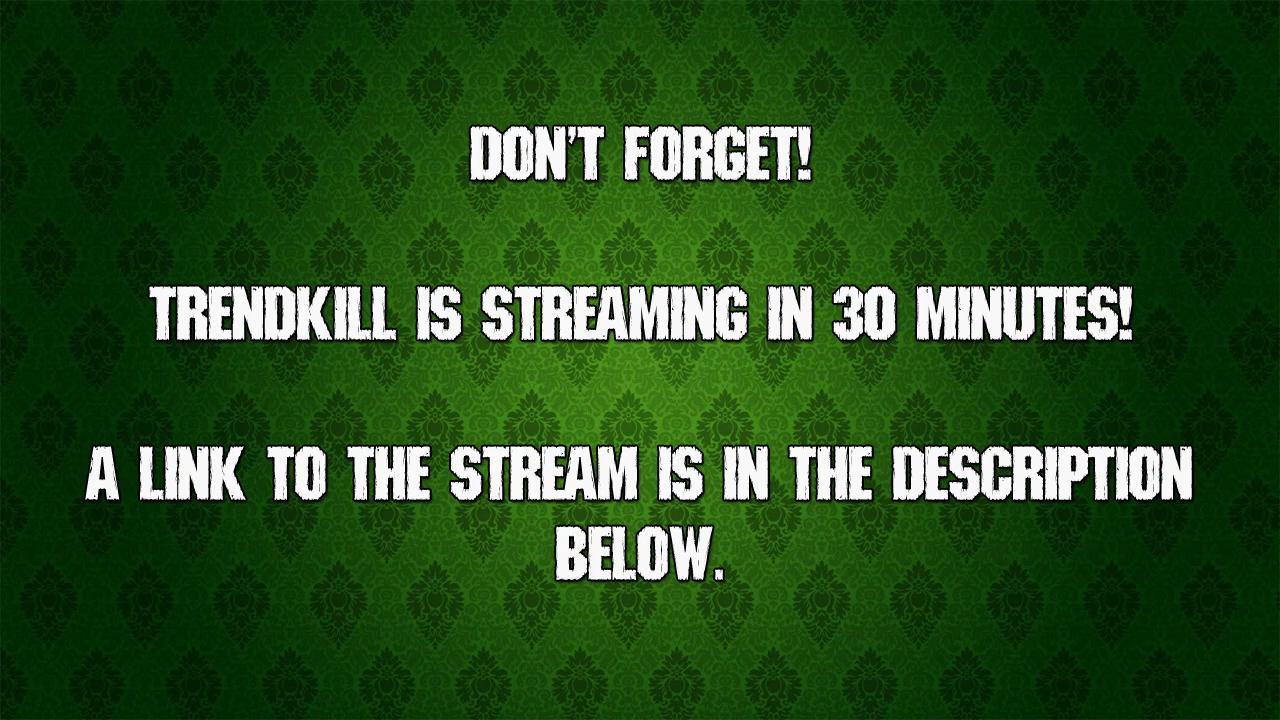 DON'T FORGET!
TRENDKILL IS STREAMING IN 30 MINUTES!
A LINK TO THE STREAM IS IN THE DESCRIPTION
BELOW.